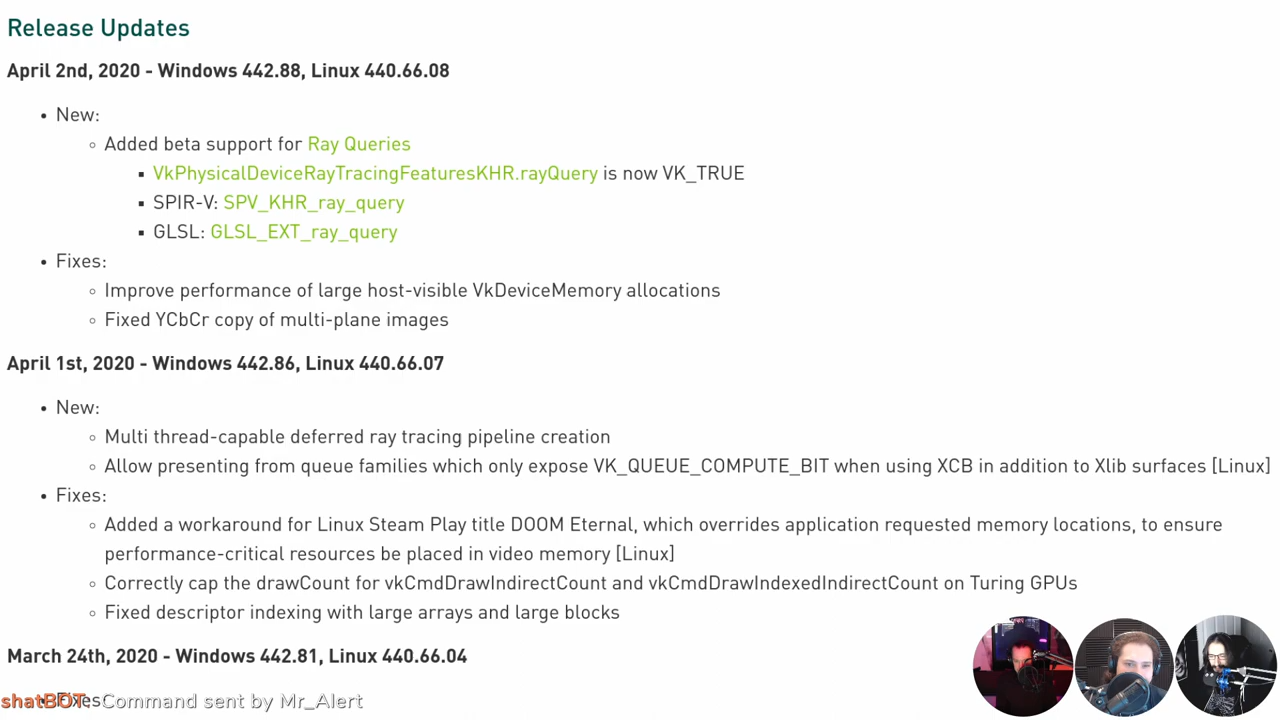 Release Updates
April 2nd, 2020 - Windows 442.88, Linux 440.66.08
• New:
◦ Added beta support for Ray Queries
▪ VkPhysicalDeviceRayTracingFeaturesKHR.rayQuery is now VK_TRUE
▪ SPIR-V: SPV_KHR_ray_query
▪ GLSL: GLSL_EXT_ray_query
• Fixes:
◦ Improve performance of large host-visible VkDeviceMemory allocations
◦ Fixed YCbCr copy of multi-plane images
April 1st, 2020 - Windows 442.86, Linux 440.66.07
• New:
◦ Multi thread-capable deferred ray tracing pipeline creation
◦ Allow presenting from queue families which only expose VK_QUEUE_COMPUTE_BIT when using XCB in addition to Xlib surfaces [Linux]
• Fixes:
◦ Added a workaround for Linux Steam Play title DOOM Eternal, which overrides application requested memory locations, to ensure
performance-critical resources be placed in video memory [Linux]
◦ Correctly cap the drawCount for vkCmdDrawIndirectCount and vkCmdDrawIndexedIndirectCount on Turing GPUs
◦ Fixed descriptor indexing with large arrays and large blocks
March 24th, 2020 - Windows 442.81, Linux 440.66.04
shatBOT: Command sent by Mr_Alert